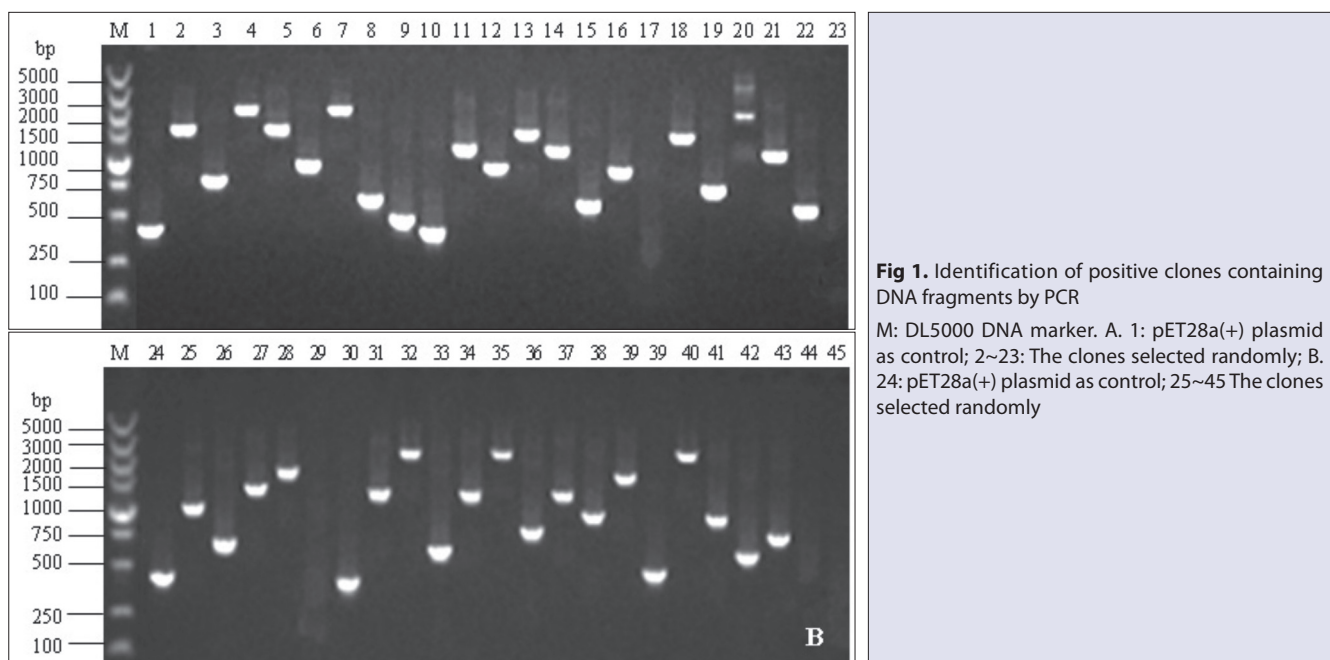 M 1 2 3 4 5 6 7 8 9 10 11 12 13 14 15 16 17 18 19 20 21 22 23
bp
5000
3000
2000
1500
1000
750
500
250
100
M 24 25 26 27 28 29 30 31 32 33 34 35 36 37 38 39 39 40 41 42 43 44 45
bp
5000
3000
2000
1500
1000
750
500
250
100
B
Fig 1. Identification of positive clones containing
DNA fragments by PCR
M: DL5000 DNA marker. A. 1: pET28a(+) plasmid
as control; 2~23: The clones selected randomly; B.
24: pET28a(+) plasmid as control; 25~45 The clones
selected randomly